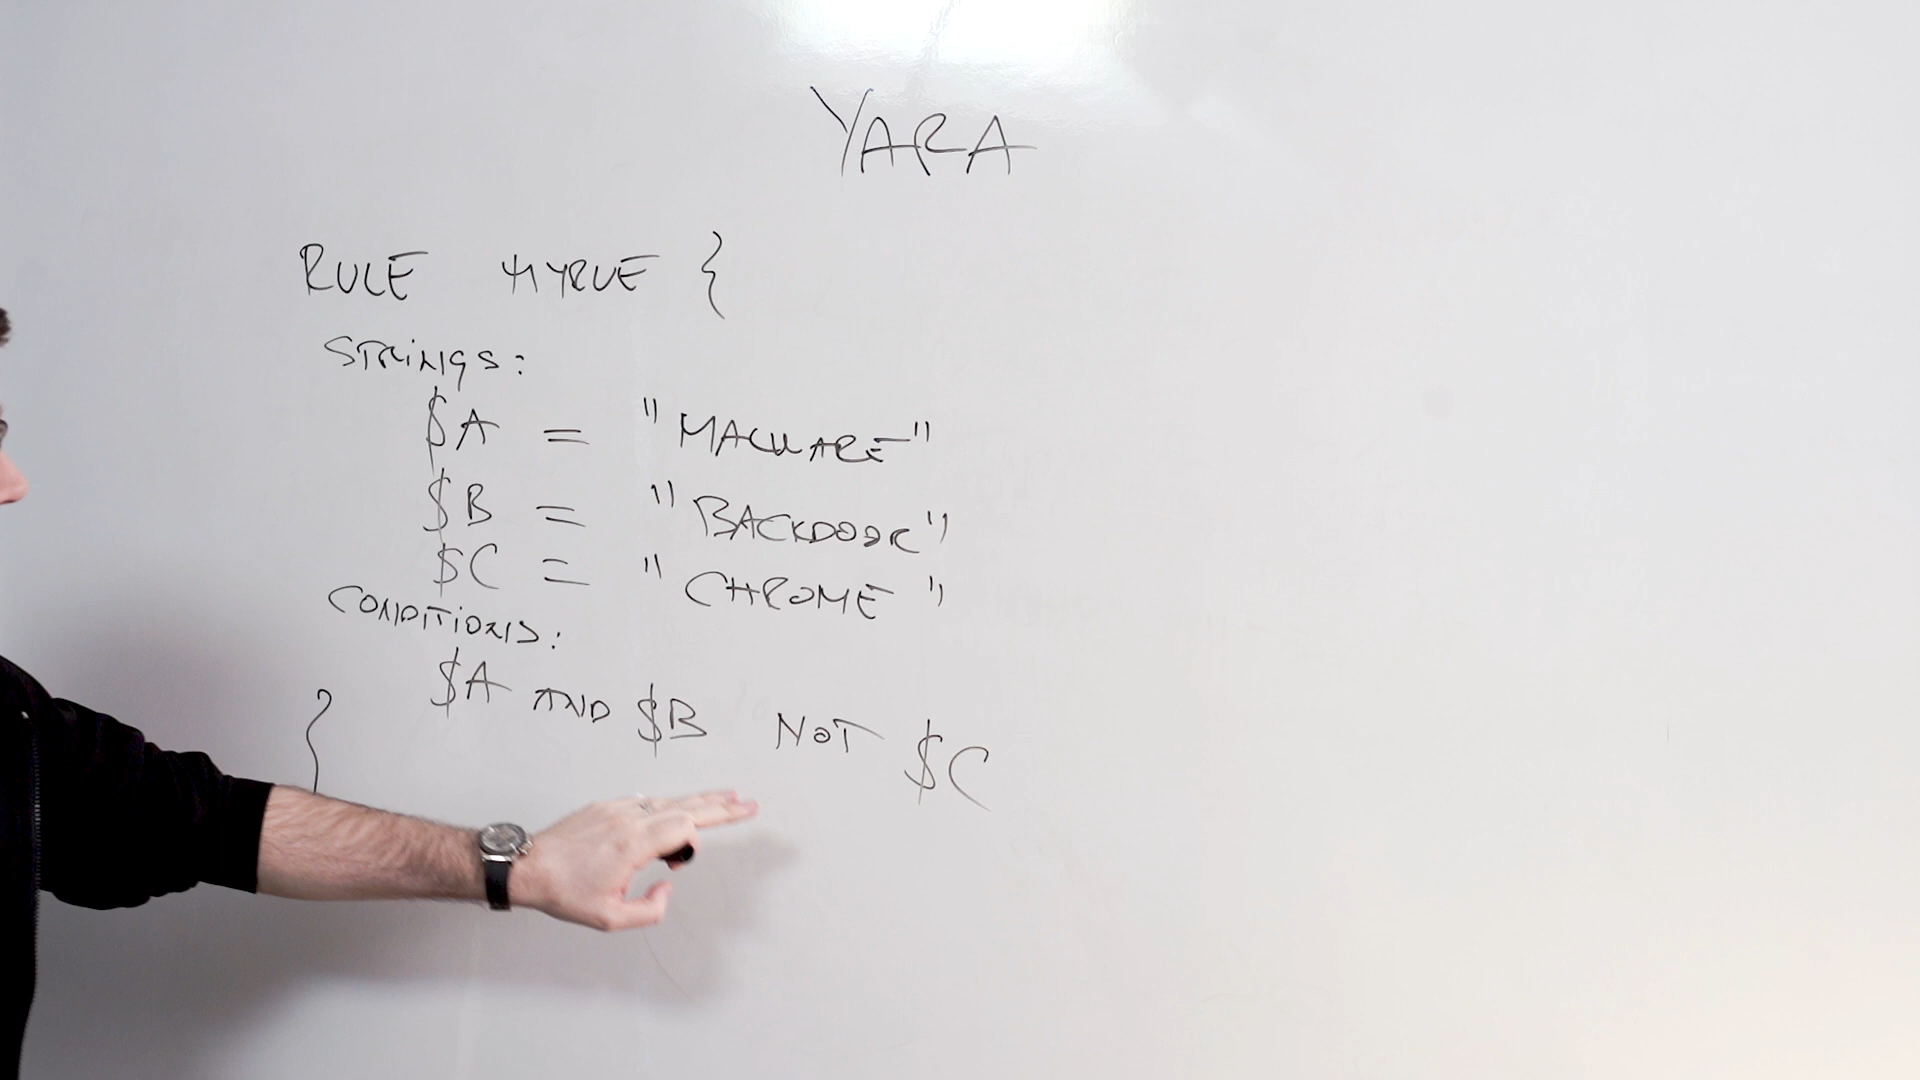 YARA
RULE MYRULE {
STRINGS:
$A = "MALWARE"
$B = "BACKDOOR"
$C = "CHROME"
CONDITIONS:
$A AND $B NOT $C
}